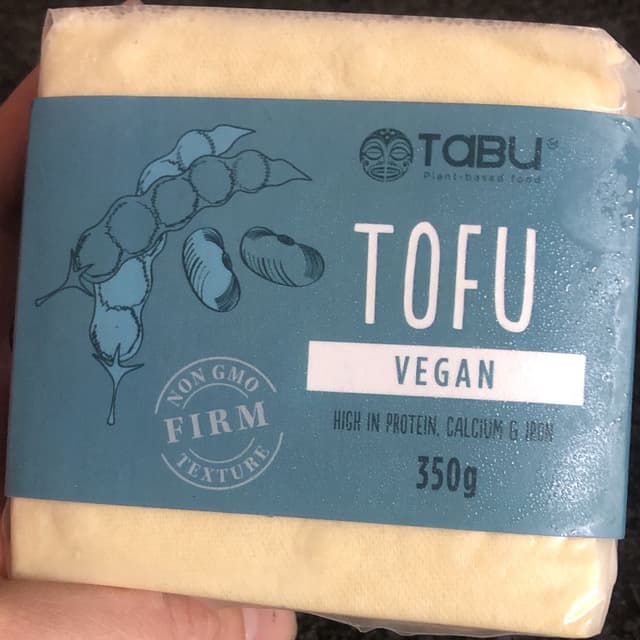 TABU
Plant-based food
TOFU
VEGAN
HIGH IN PROTEIN, CALCIUM & IRON
350g
NON GMO
FIRM
TEXTURE